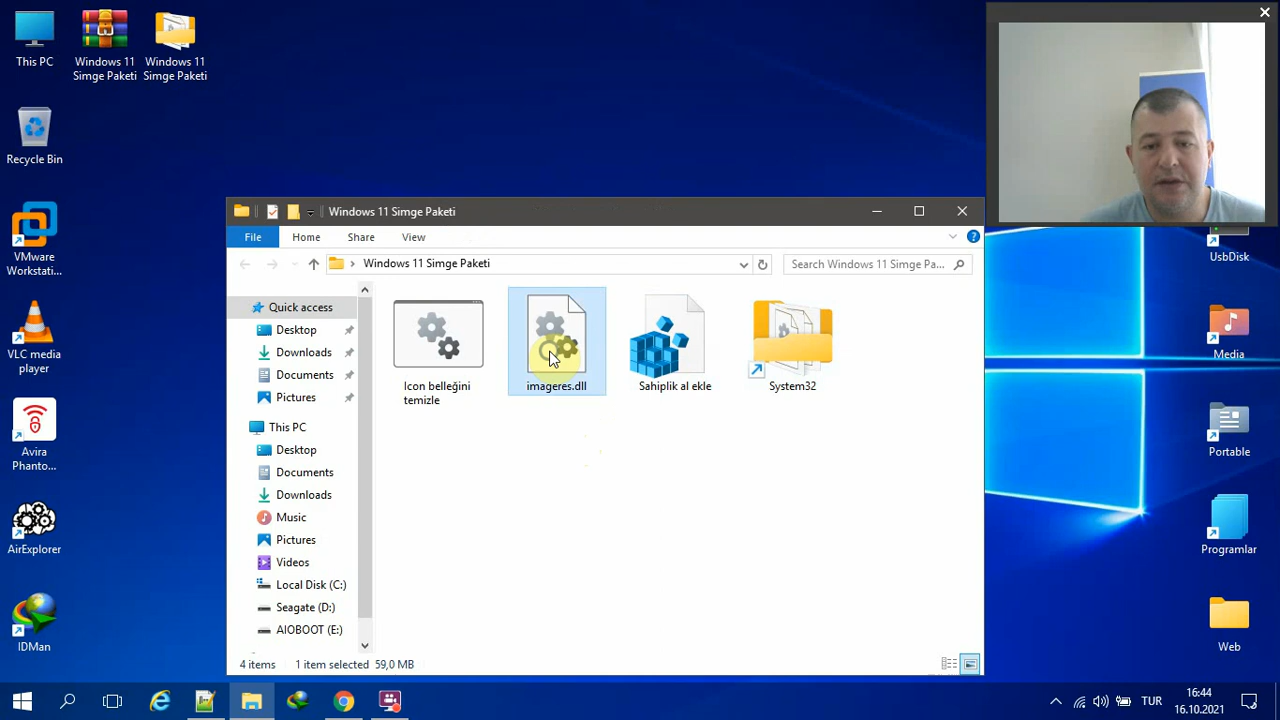 This PC
Windows 11
Simge Paketi
Windows 11
Simge Paketi
Recycle Bin
VMware
Workstati...
VLC media
player
Avira
Phanto...
AirExplorer
IDMan
Windows 11 Simge Paketi
File
Home
Share
View
Windows 11 Simge Paketi
Search Windows 11 Simge Pa...
Quick access
Desktop
Downloads
Documents
Pictures
This PC
Desktop
Documents
Downloads
Music
Pictures
Videos
Local Disk (C:)
Seagate (D:)
AIOBOOT (E:)
Icon belleğini
temizle
imageres.dll
Sahiplik al ekle
System32
4 items
1 item selected 59,0 MB
UsbDisk
Media
Portable
Programlar
Web
TUR
16:44
16.10.2021